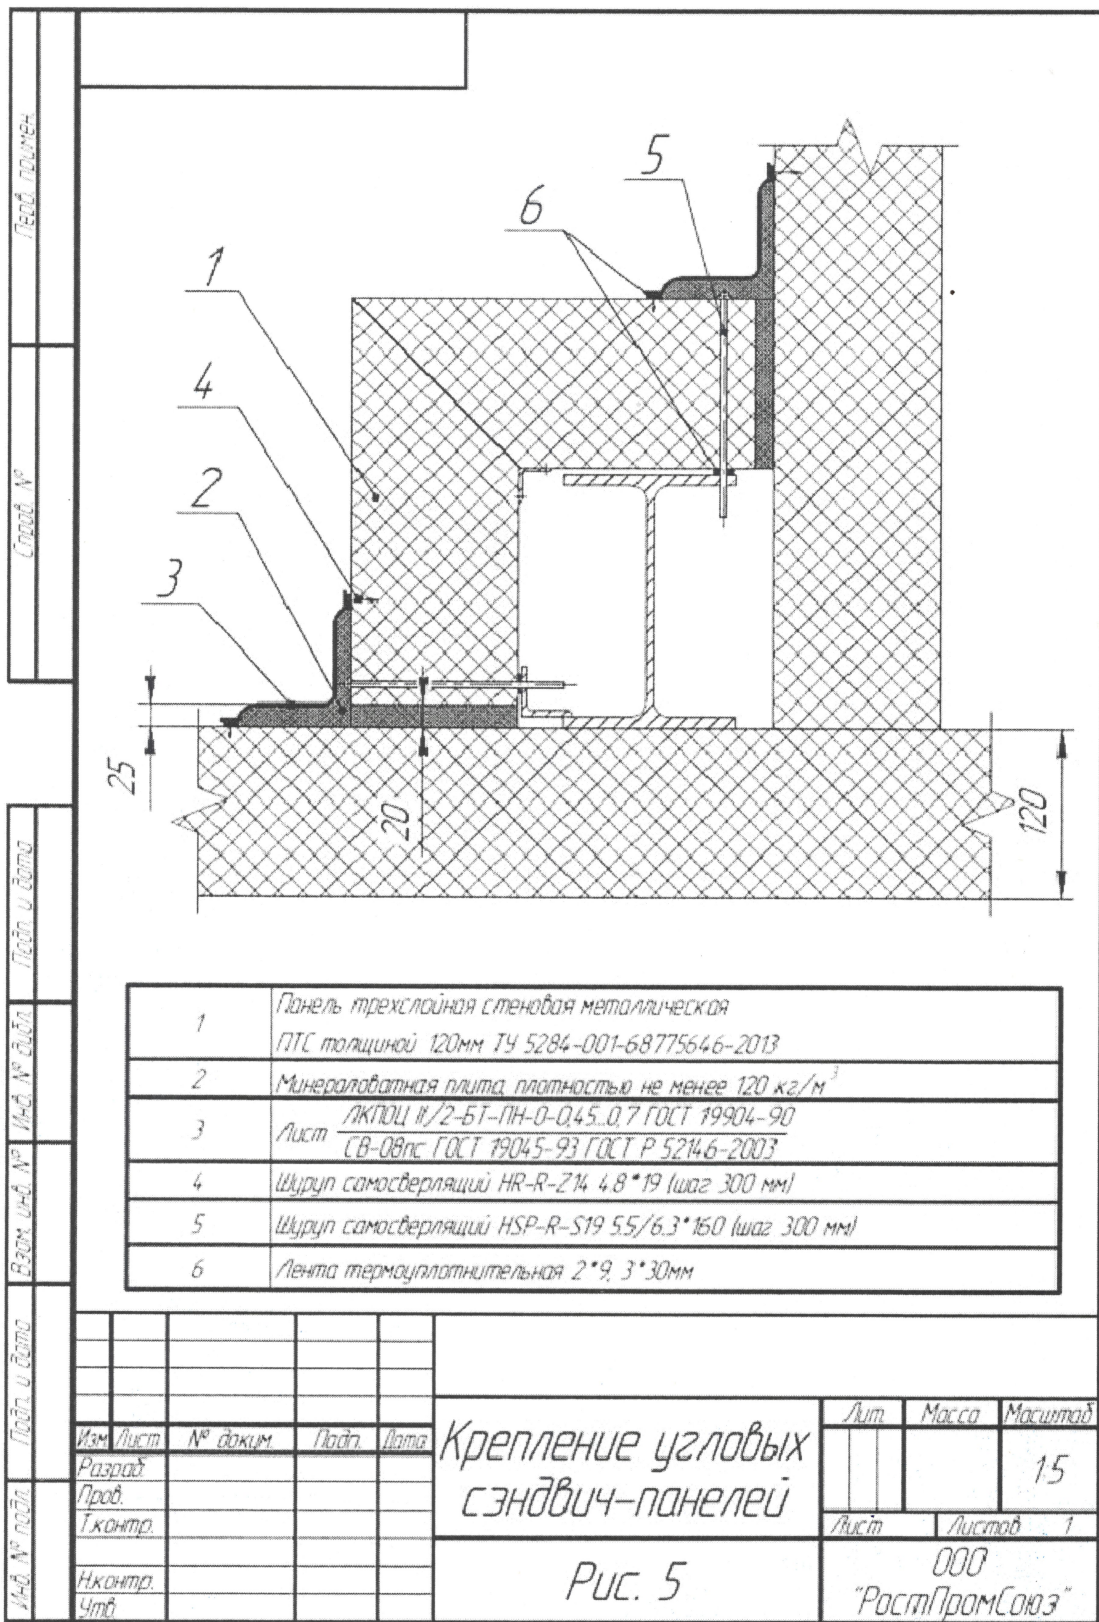 Перв. примен.
Справ. №
Подп. и дата
Инв. № дубл.
Взам. инв. №
Подп. и дата
Инв. № подл.
5
6
1
4
2
3
25
20
120
1 Панель трехслойная стеновая металлическая
ПТС толщиной 120мм ТУ 5284-001-68775646-2013
2 Минераловатная плита, плотностью не менее 120 кг/м³
3 Лист ЛКПОЦ II/2-БТ-ПН-О-0,45...0,7 ГОСТ 19904-90
СВ-08пс ГОСТ 19045-93 ГОСТ Р 52146-2003
4 Шуруп самосверлящий HR-R-Z14 4.8*19 (шаг 300 мм)
5 Шуруп самосверлящий HSP-R-S19 5.5/6.3*160 (шаг 300 мм)
6 Лента термоуплотнительная 2*9, 3*30мм
Изм Лист № докум. Подп. Дата
Разраб.
Пров.
Т.контр.
Н.контр.
Утв.
Крепление угловых
сэндвич-панелей
Рис. 5
Лит. Масса Масштаб
1:5
Лист Листов 1
ООО
"РостПромСоюз"